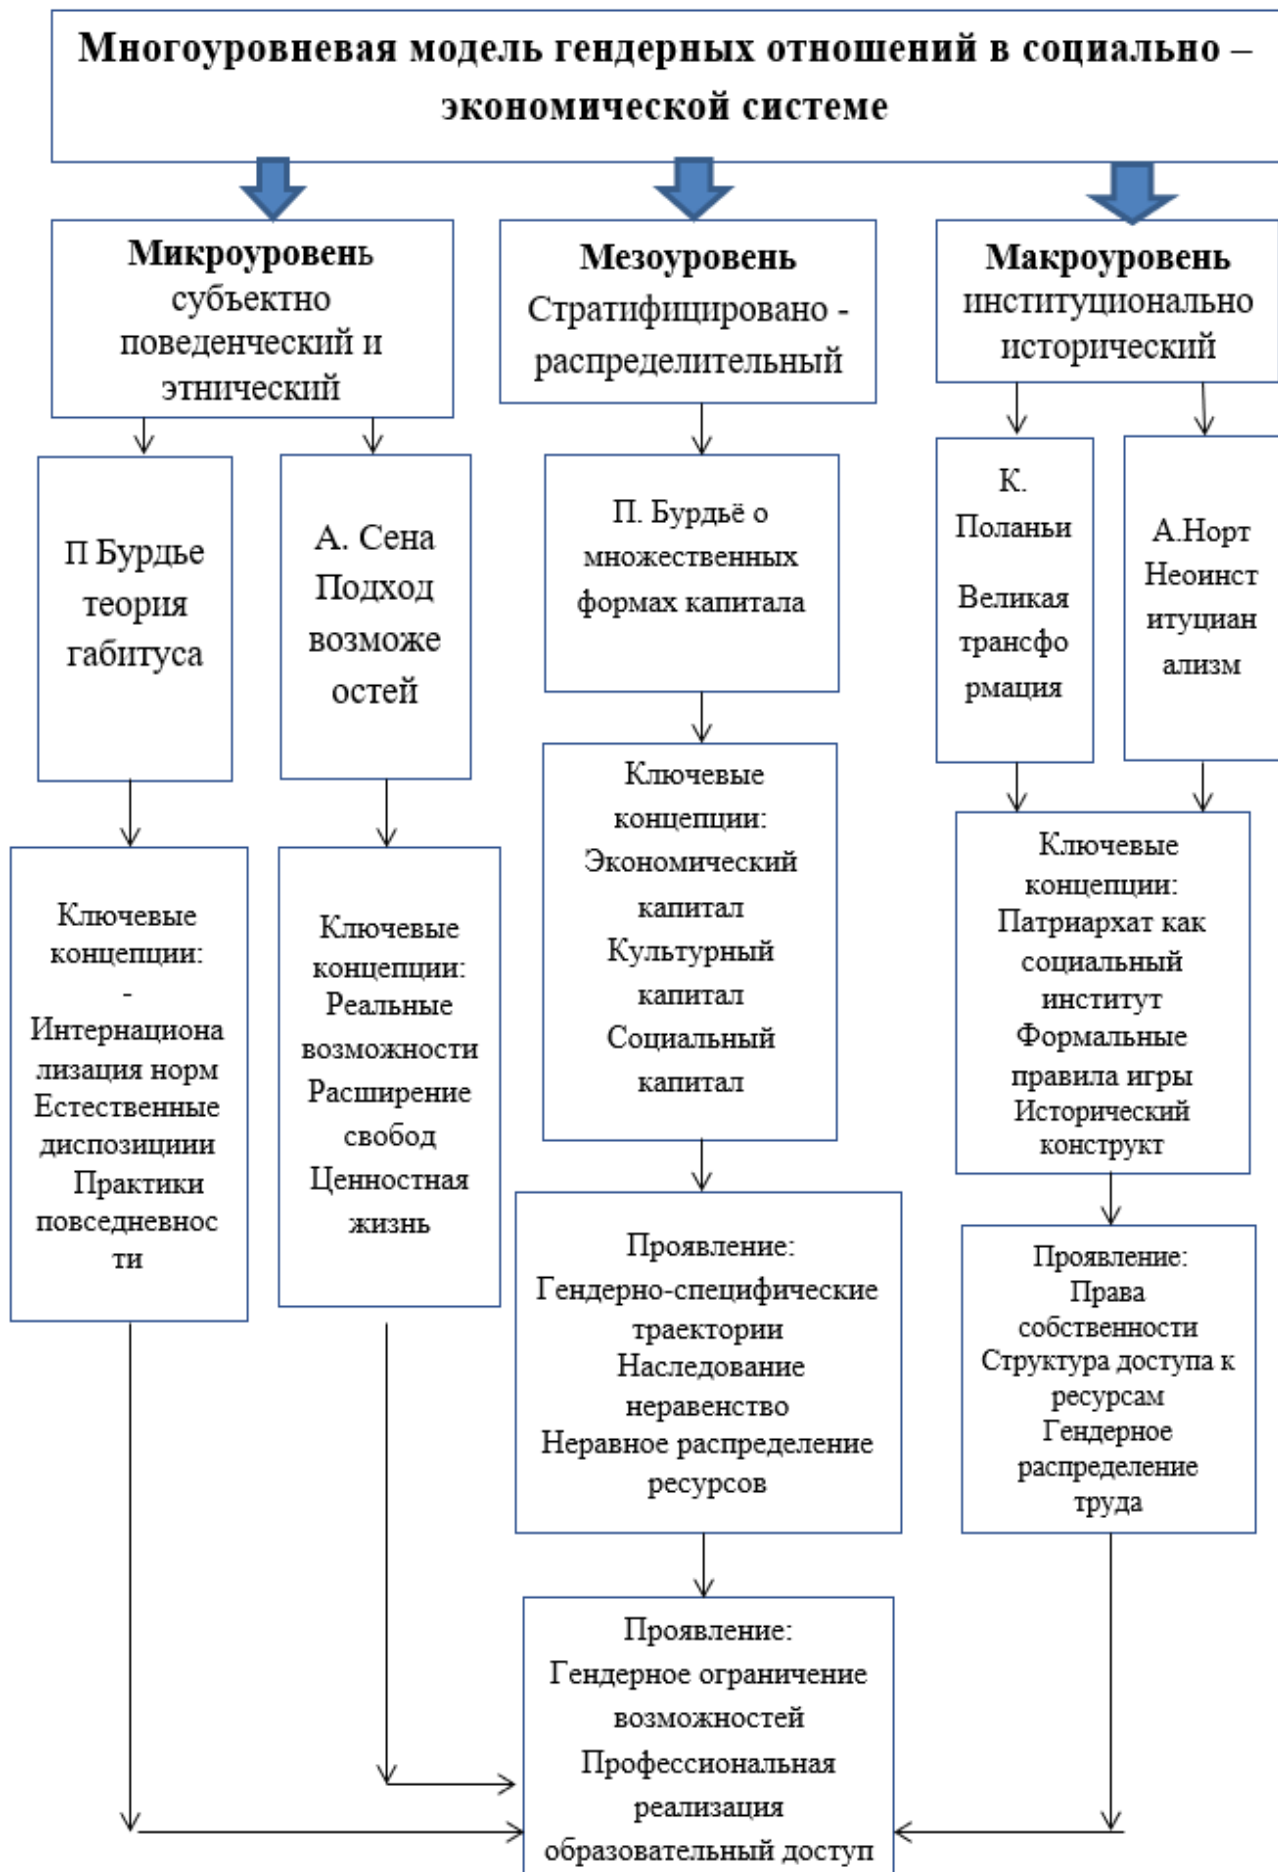 Многоуровневая модель гендерных отношений в социально –
экономической системе
Микроуровень
субъектно
поведенческий и
этнический
Мезоуровень
Стратифицировано -
распределительный
Макроуровень
институционально
исторический
П Бурдье
теория
габитуса
А. Сена
Подход
возможе
остей
П. Бурдьё о
множественных
формах капитала
К.
Поланьи
Великая
трансфо
рмация
А.Норт
Неоинст
итуциан
ализм
Ключевые
концепции:
-
Интернациона
лизация норм
Естественные
диспозициии
Практики
повседневнос
ти
Ключевые
концепции:
Реальные
возможности
Расширение
свобод
Ценностная
жизнь
Ключевые
концепции:
Экономический
капитал
Культурный
капитал
Социальный
капитал
Ключевые
концепции:
Патриархат как
социальный
институт
Формальные
правила игры
Исторический
конструкт
Проявление:
Гендерно-специфические
траектории
Наследование
неравенство
Неравное распределение
ресурсов
Проявление:
Права
собственности
Структура доступа к
ресурсам
Гендерное
распределение
труда
Проявление:
Гендерное ограничение
возможностей
Профессиональная
реализация
образовательный доступ